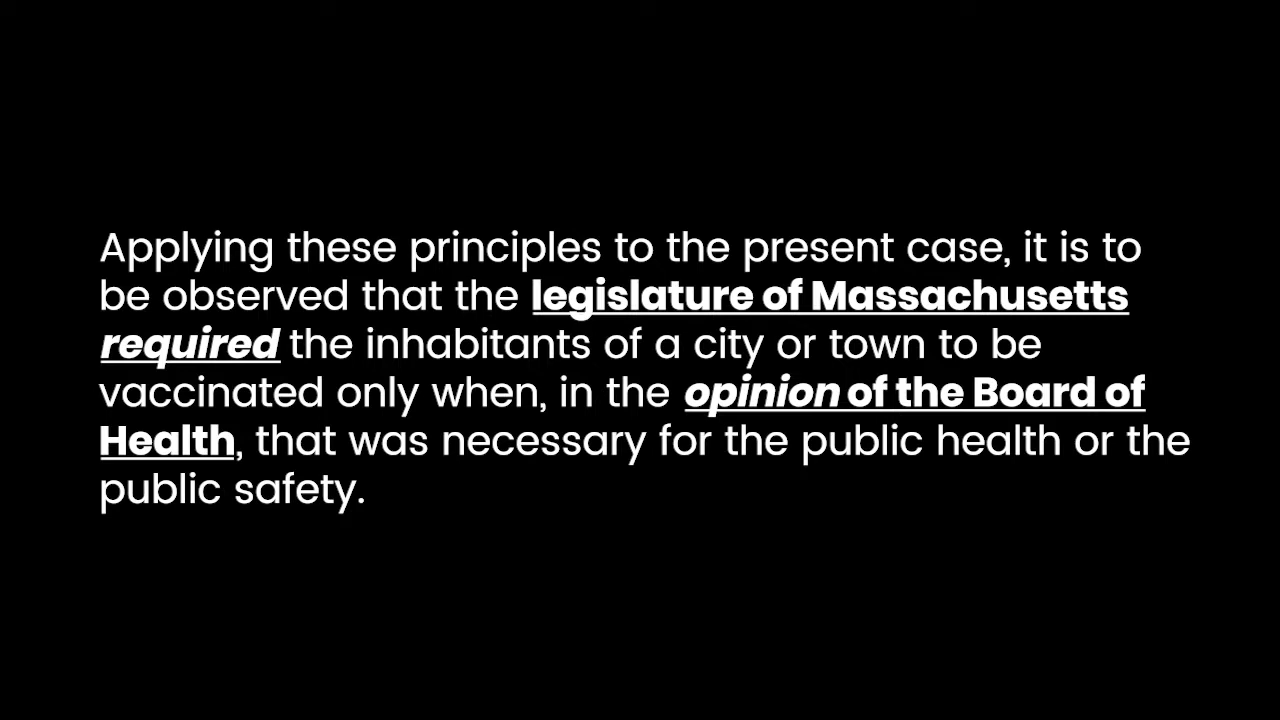 Applying these principles to the present case, it is to
be observed that the legislature of Massachusetts
required the inhabitants of a city or town to be
vaccinated only when, in the opinion of the Board of
Health, that was necessary for the public health or the
public safety.